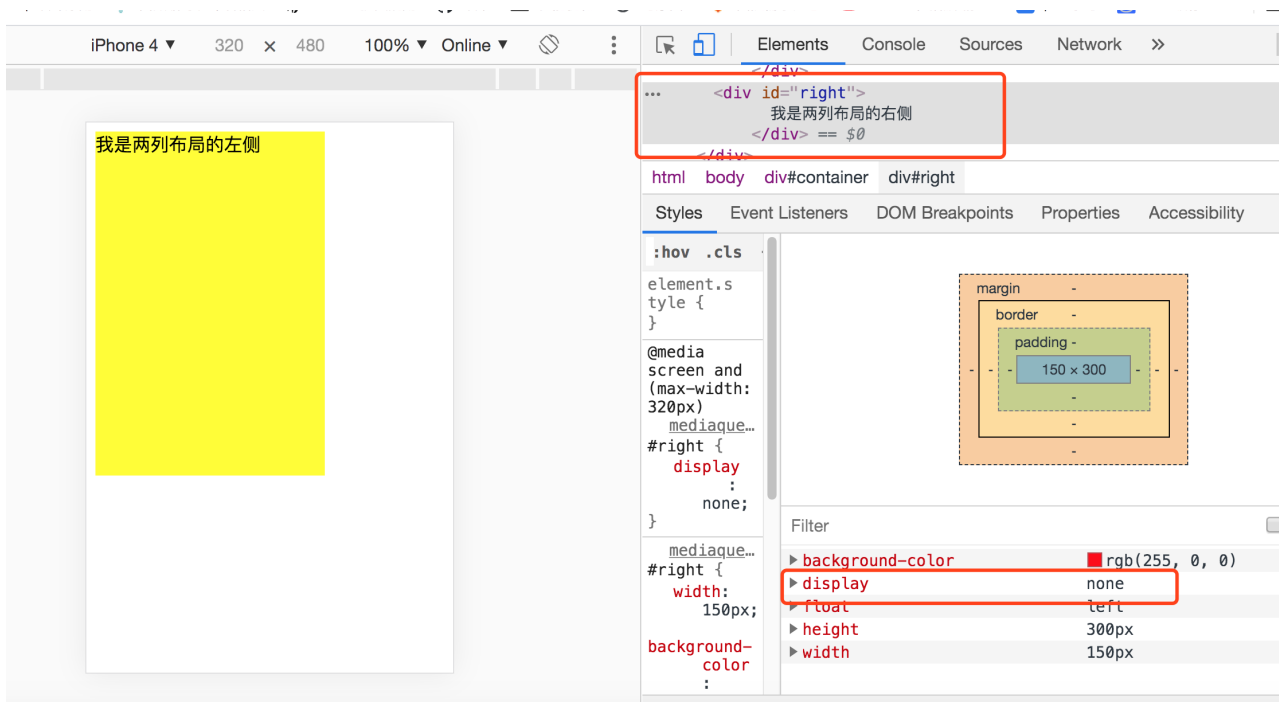 iPhone 4 ▼ 320 × 480 100% ▼ Online ▼
我是两列布局的左侧
Elements Console Sources Network »
</div>
… <div id="right">
我是两列布局的右侧
</div> == $0
</div>
html body div#container div#right
Styles Event Listeners DOM Breakpoints Properties Accessibility
:hov .cls
element.s
tyle {
}
@media
screen and
(max-width:
320px)
mediaque…
#right {
display
:
none;
}
mediaque…
#right {
width:
150px;
background-
color
:
margin -
border -
padding -
- - - 150 × 300 - - -
-
-
-
Filter
background-color rgb(255, 0, 0)
display none
float left
height 300px
width 150px